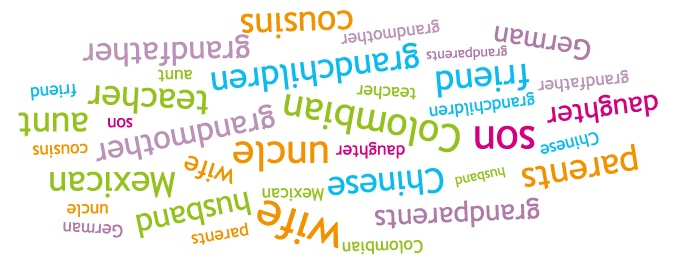 cousins
grandmother
German
grandfather
grandparents
aunt
grandchildren
friend
grandfather
friend
teacher
teacher
grandchildren
daughter
aunt
son
grandmother
Colombian
son
Chinese
cousins
uncle
daughter
parents
wife
Mexican
Chinese
husband
Mexican
uncle
husband
wife
grandparents
German
parents
Colombian